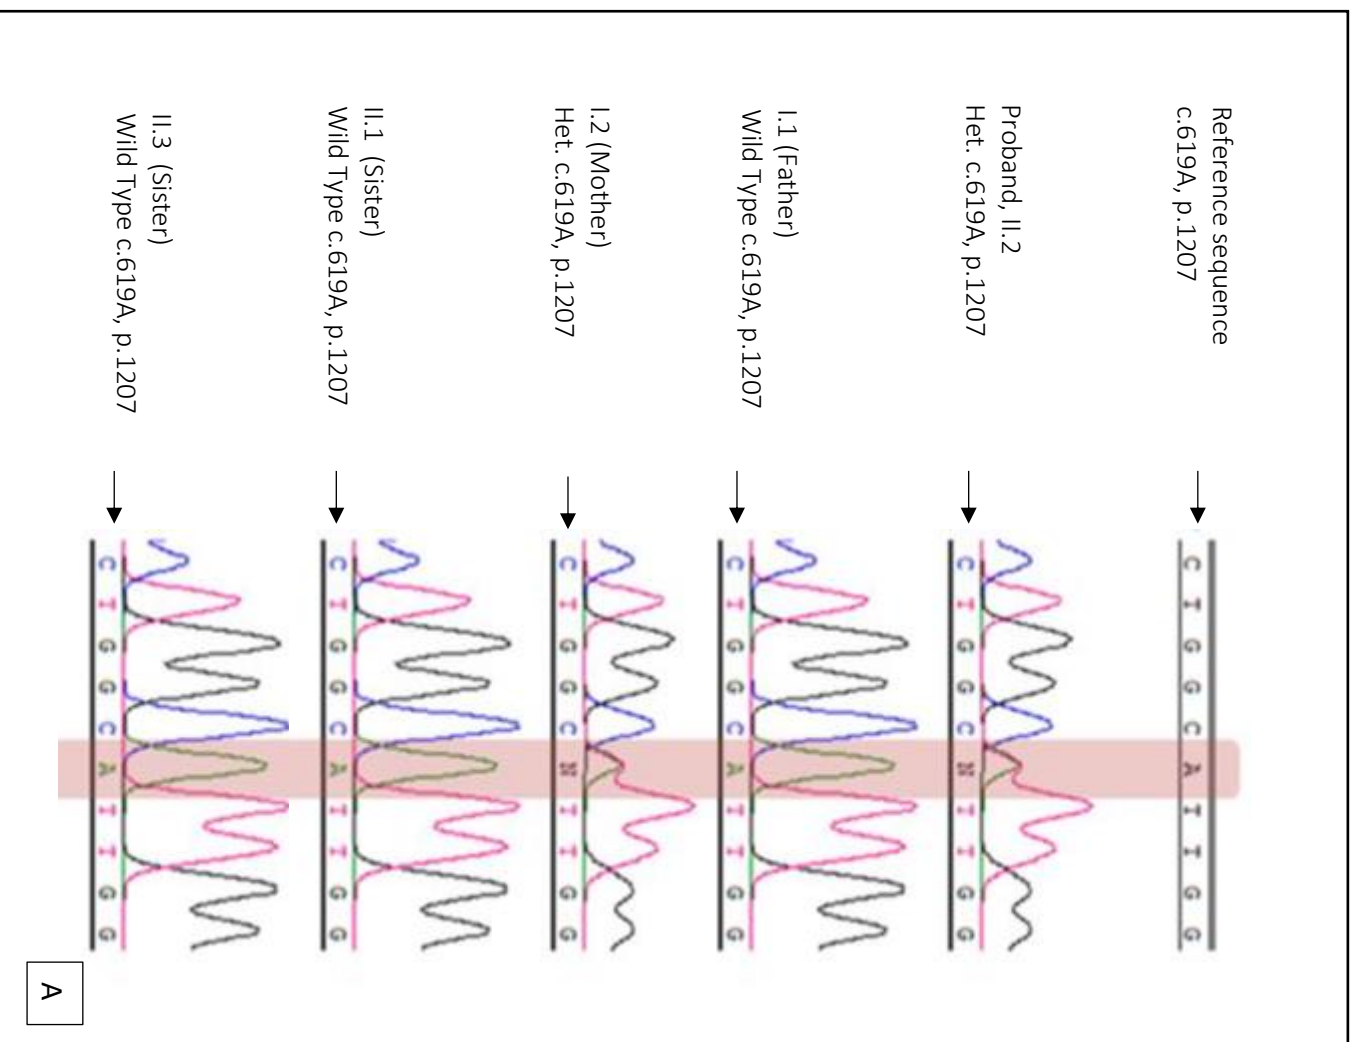 Reference sequence
c.619A, p.1207
C T G G C A T T G G
Proband, II.2
Het. c.619A, p.1207
C T G G C N T T G G
I.1 (Father)
Wild Type c.619A, p.1207
C T G G C A T T G G
I.2 (Mother)
Het. c.619A, p.1207
C T G G C N T T G G
II.1 (Sister)
Wild Type c.619A, p.1207
C T G G C A T T G G
II.3 (Sister)
Wild Type c.619A, p.1207
C T G G C A T T G G
A